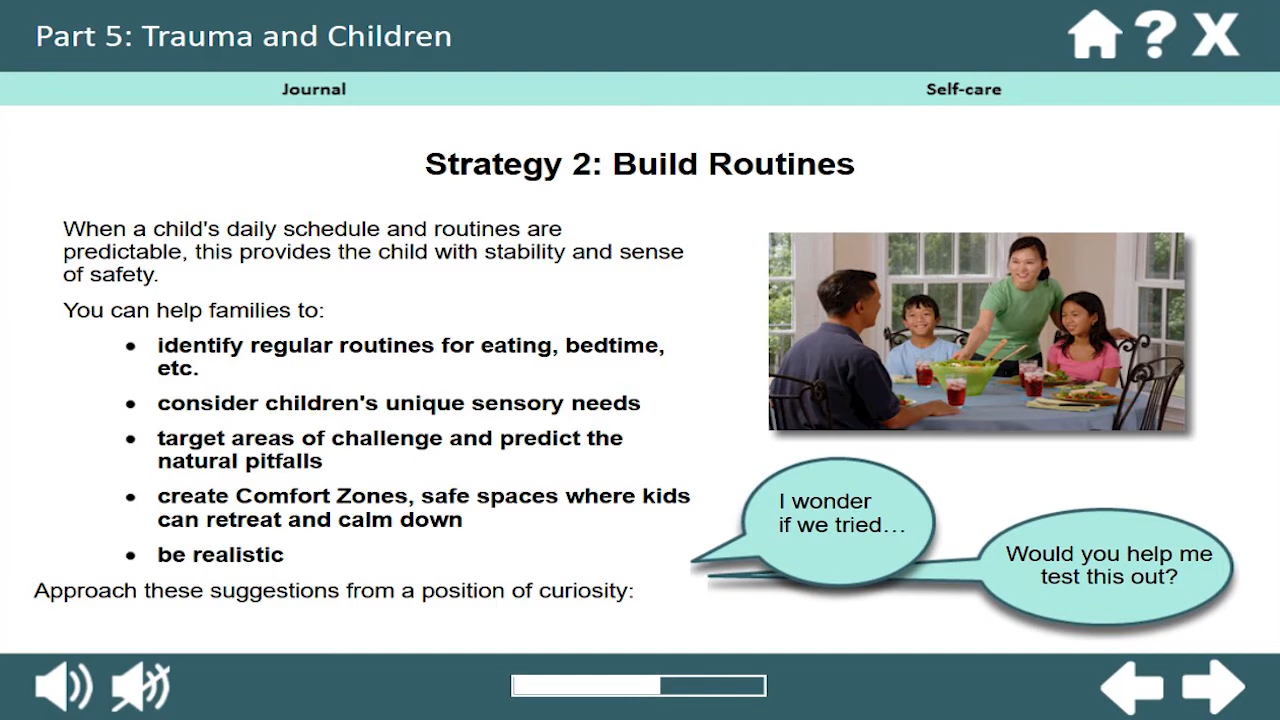 Part 5: Trauma and Children
Journal
Self-care
Strategy 2: Build Routines
When a child's daily schedule and routines are
predictable, this provides the child with stability and sense
of safety.
You can help families to:
• identify regular routines for eating, bedtime,
etc.
• consider children's unique sensory needs
• target areas of challenge and predict the
natural pitfalls
• create Comfort Zones, safe spaces where kids
can retreat and calm down
• be realistic
Approach these suggestions from a position of curiosity:
I wonder
if we tried…
Would you help me
test this out?